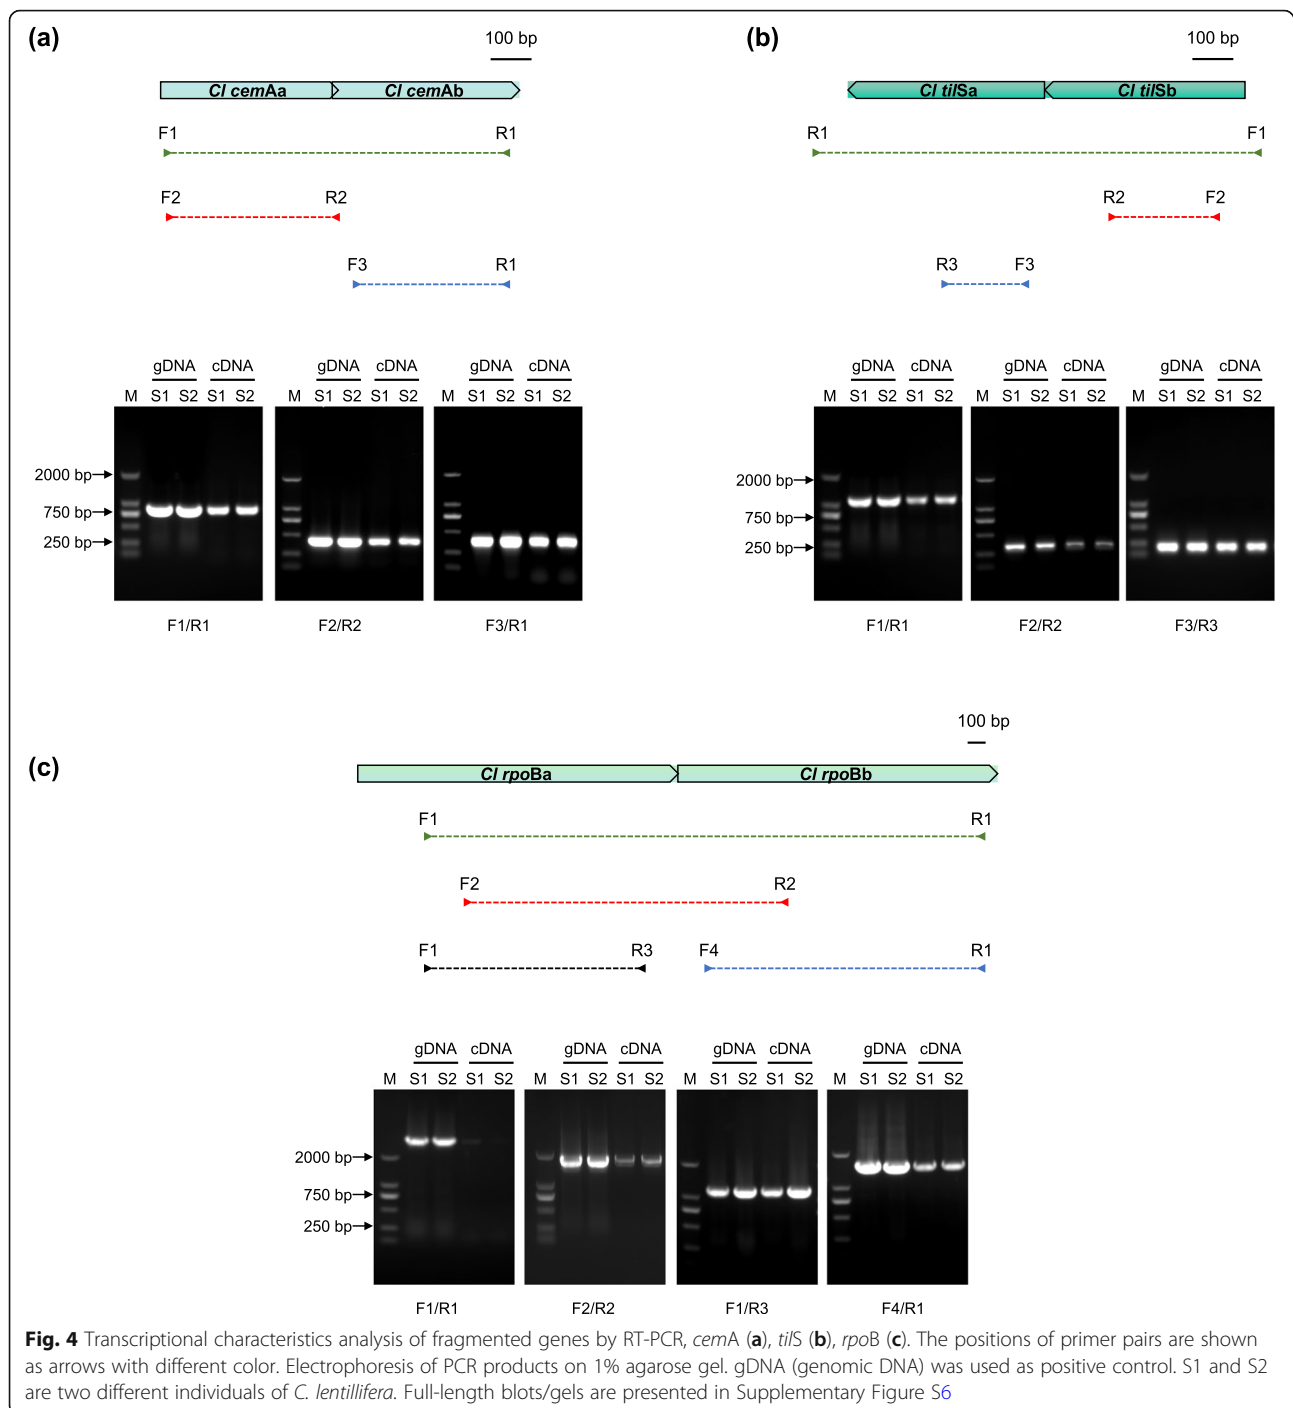 (a)
100 bp
Cl cemAa Cl cemAb
F1 R1
F2 R2
F3 R1
gDNA cDNA gDNA cDNA gDNA cDNA
M S1 S2 S1 S2 M S1 S2 S1 S2 M S1 S2 S1 S2
2000 bp
750 bp
250 bp
F1/R1 F2/R2 F3/R1
(b)
100 bp
Cl tilSa Cl tilSb
R1 F1
R2 F2
R3 F3
gDNA cDNA gDNA cDNA gDNA cDNA
M S1 S2 S1 S2 M S1 S2 S1 S2 M S1 S2 S1 S2
2000 bp
750 bp
250 bp
F1/R1 F2/R2 F3/R3
(c)
100 bp
Cl rpoBa Cl rpoBb
F1 R1
F2 R2
F1 R3 F4 R1
gDNA cDNA gDNA cDNA gDNA cDNA gDNA cDNA
M S1 S2 S1 S2 M S1 S2 S1 S2 M S1 S2 S1 S2 M S1 S2 S1 S2
2000 bp
750 bp
250 bp
F1/R1 F2/R2 F1/R3 F4/R1
Fig. 4 Transcriptional characteristics analysis of fragmented genes by RT-PCR, cemA (a), tilS (b), rpoB (c). The positions of primer pairs are shown
as arrows with different color. Electrophoresis of PCR products on 1% agarose gel. gDNA (genomic DNA) was used as positive control. S1 and S2
are two different individuals of C. lentillifera. Full-length blots/gels are presented in Supplementary Figure S6